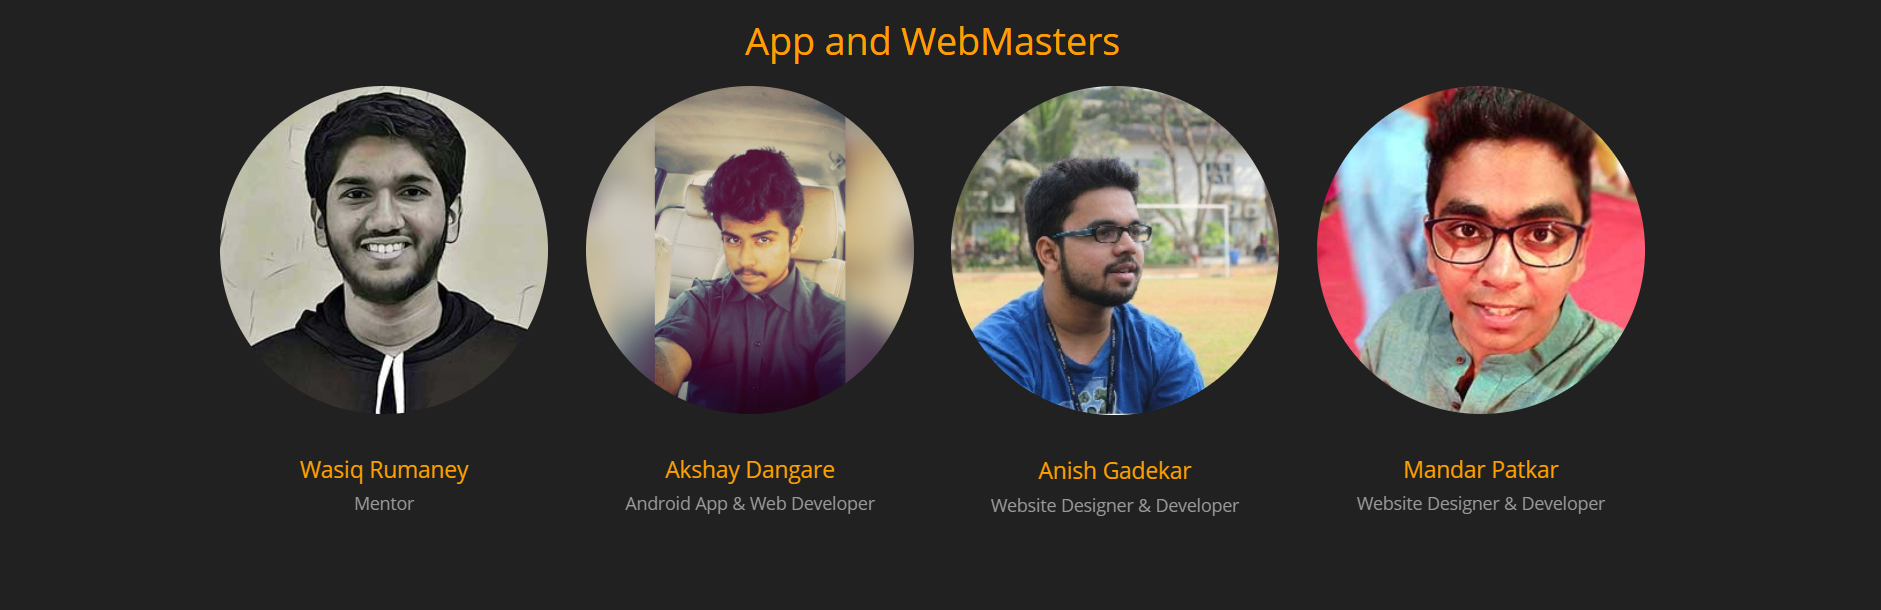 App and WebMasters
Wasiq Rumaney
Mentor
Akshay Dangare
Android App & Web Developer
Anish Gadekar
Website Designer & Developer
Mandar Patkar
Website Designer & Developer